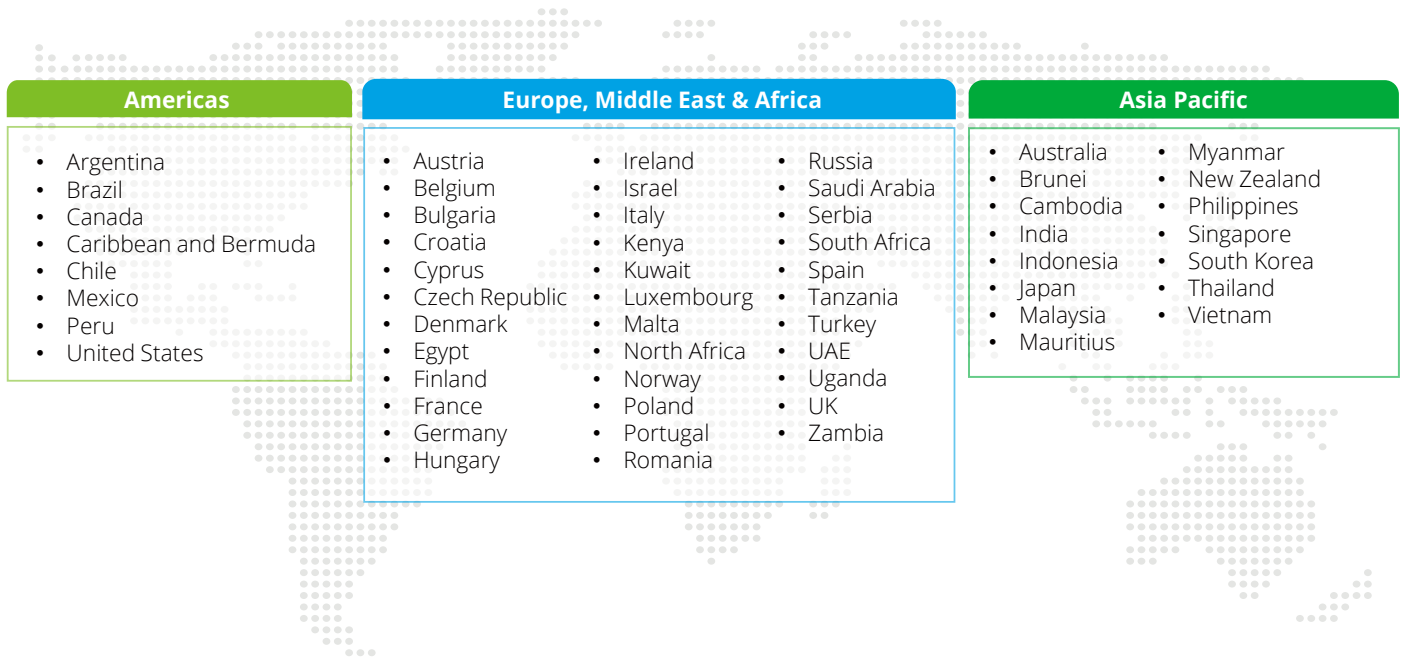 Americas
• Argentina
• Brazil
• Canada
• Caribbean and Bermuda
• Chile
• Mexico
• Peru
• United States
Europe, Middle East & Africa
• Austria
• Belgium
• Bulgaria
• Croatia
• Cyprus
• Czech Republic
• Denmark
• Egypt
• Finland
• France
• Germany
• Hungary
• Ireland
• Israel
• Italy
• Kenya
• Kuwait
• Luxembourg
• Malta
• North Africa
• Norway
• Poland
• Portugal
• Romania
• Russia
• Saudi Arabia
• Serbia
• South Africa
• Spain
• Tanzania
• Turkey
• UAE
• Uganda
• UK
• Zambia
Asia Pacific
• Australia
• Brunei
• Cambodia
• India
• Indonesia
• Japan
• Malaysia
• Mauritius
• Myanmar
• New Zealand
• Philippines
• Singapore
• South Korea
• Thailand
• Vietnam